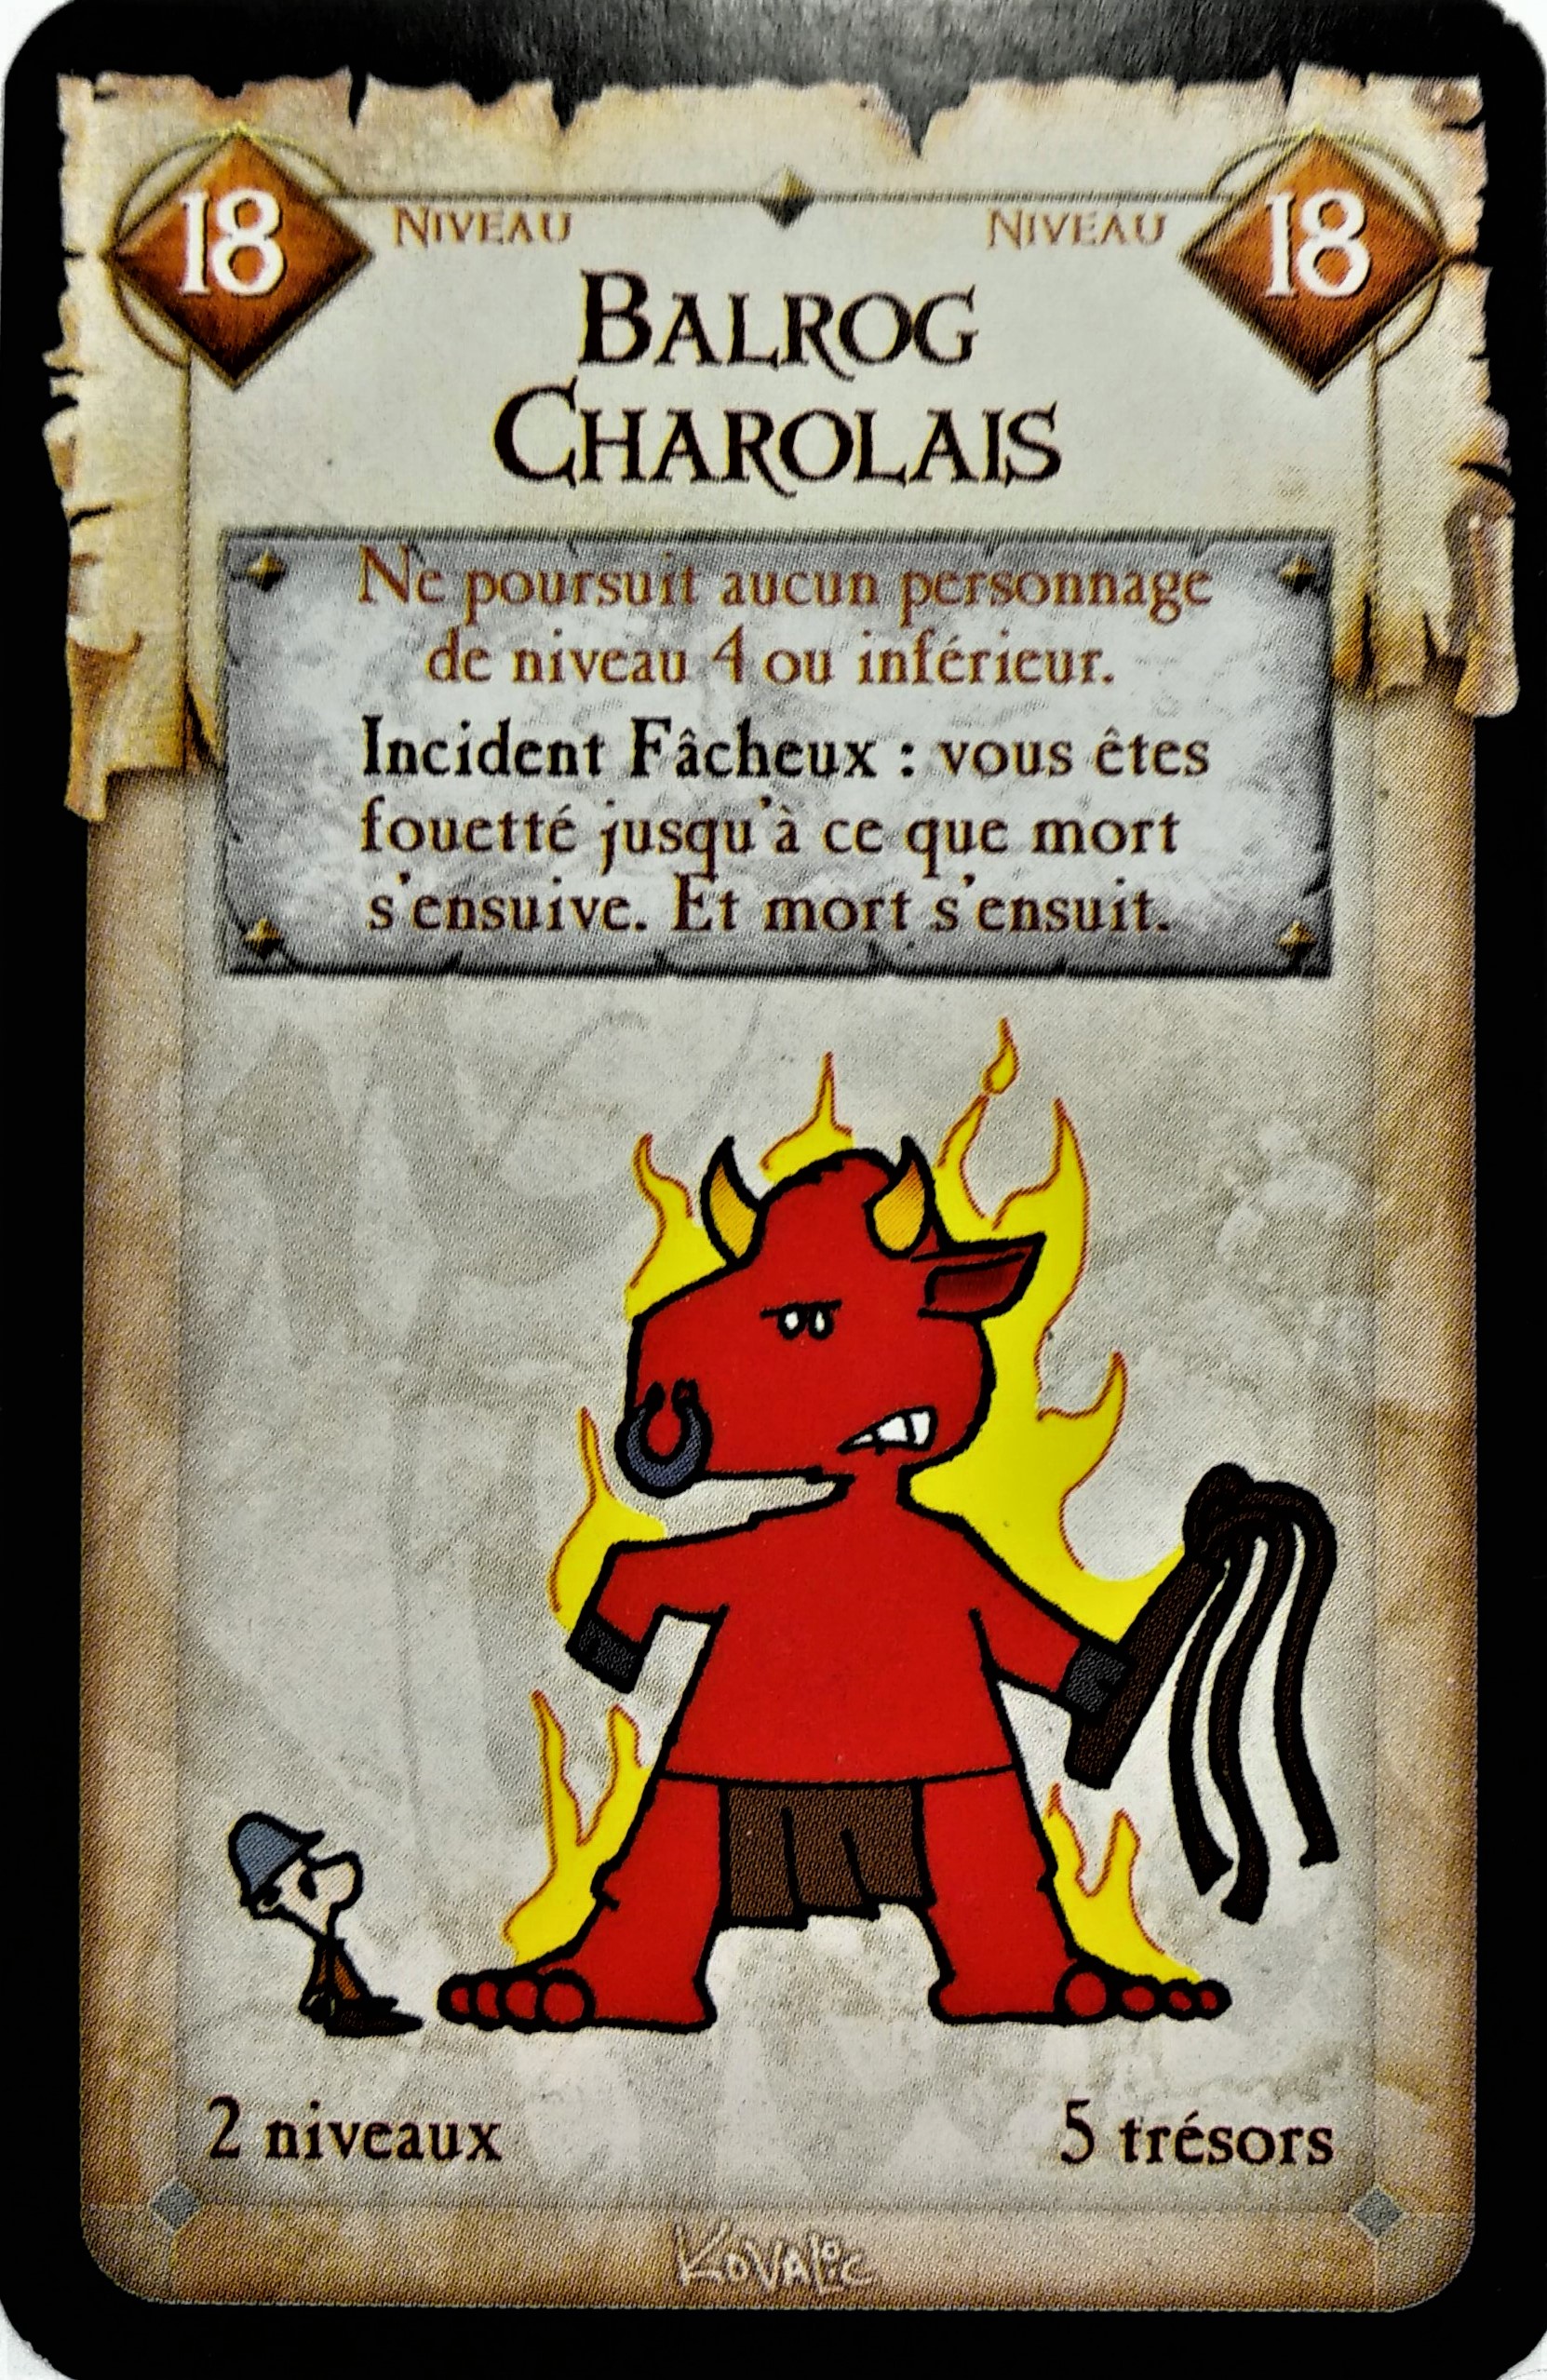 18 NIVEAU NIVEAU 18
BALROG
CHAROLAIS
Ne poursuit aucun personnage
de niveau 4 ou inférieur.
Incident Fâcheux : vous êtes
fouetté jusqu'à ce que mort
s'ensuive. Et mort s'ensuit.
2 niveaux 5 trésors
KOVALIC